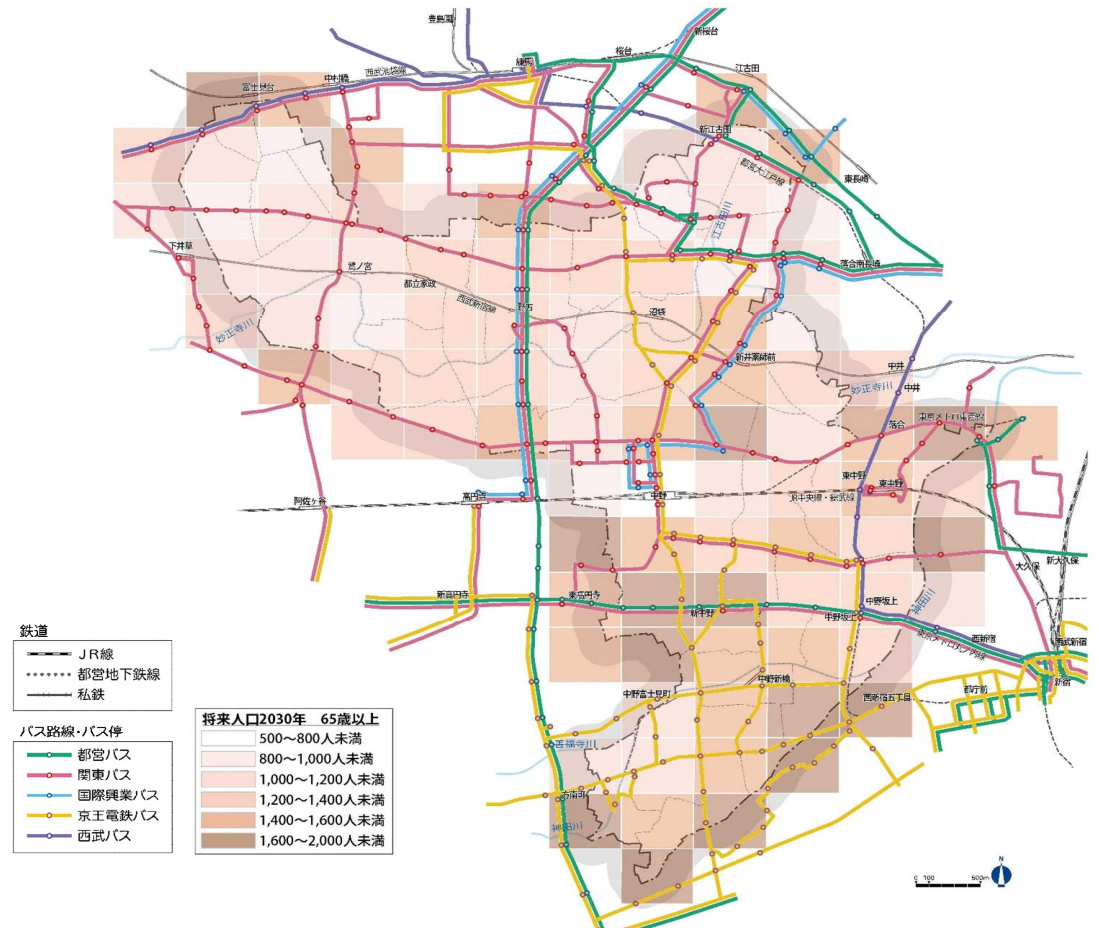 豊島園
新桜台
桜台
練馬
江古田
西武池袋線
中村橋
富士見台
新江古田
都営大江戸線
東長崎
江古田川
下井草
落合南長崎
鷺ノ宮
都立家政
西武新宿線
野方
沼袋
妙正寺川
新井薬師前
中井
中井
妙正寺川
落合
東京メトロ東西線
東中野
東中野
高円寺
中野
JR中央線・総武線
阿佐ヶ谷
新大久保
大久保
新高円寺
東高円寺
新中野
中野坂上
中野坂上
神田川
西新宿
東京メトロ丸ノ内線
西武新宿
新宿
中野新橋
中野富士見町
西新宿五丁目
都庁前
善福寺川
方南町
神田川
鉄道
JR線
都営地下鉄線
私鉄
バス路線・バス停
都営バス
関東バス
国際興業バス
京王電鉄バス
西武バス
将来人口2030年 65歳以上
500～800人未満
800～1,000人未満
1,000～1,200人未満
1,200～1,400人未満
1,400～1,600人未満
1,600～2,000人未満
N
0 100 500m